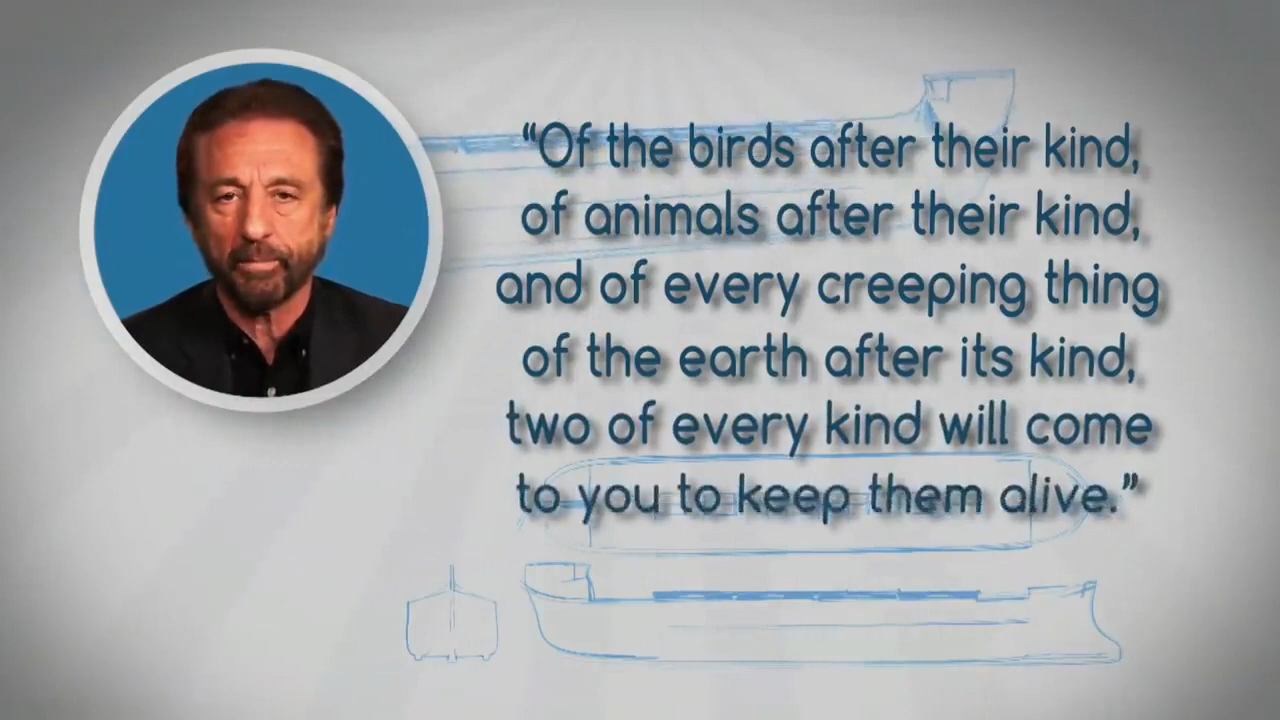 “Of the birds after their kind,
of animals after their kind,
and of every creeping thing
of the earth after its kind,
two of every kind will come
to you to keep them alive.”